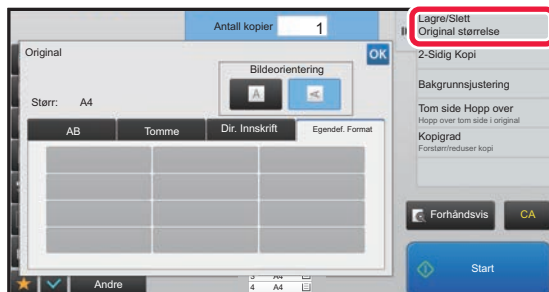 Antall kopier 1
Lagre/Slett
Original størrelse
Original
OK
2-Sidig Kopi
Bildeorientering
A
A
Bakgrunnsjustering
Størr: A4
Tom side Hopp over
Hopp over tom side i original
AB
Tomme
Dir. Innskrift
Egendef. Format
Kopigrad
Forstørr/reduser kopi
Forhåndsvis
CA
Start
Andre
3 A4
4 A4